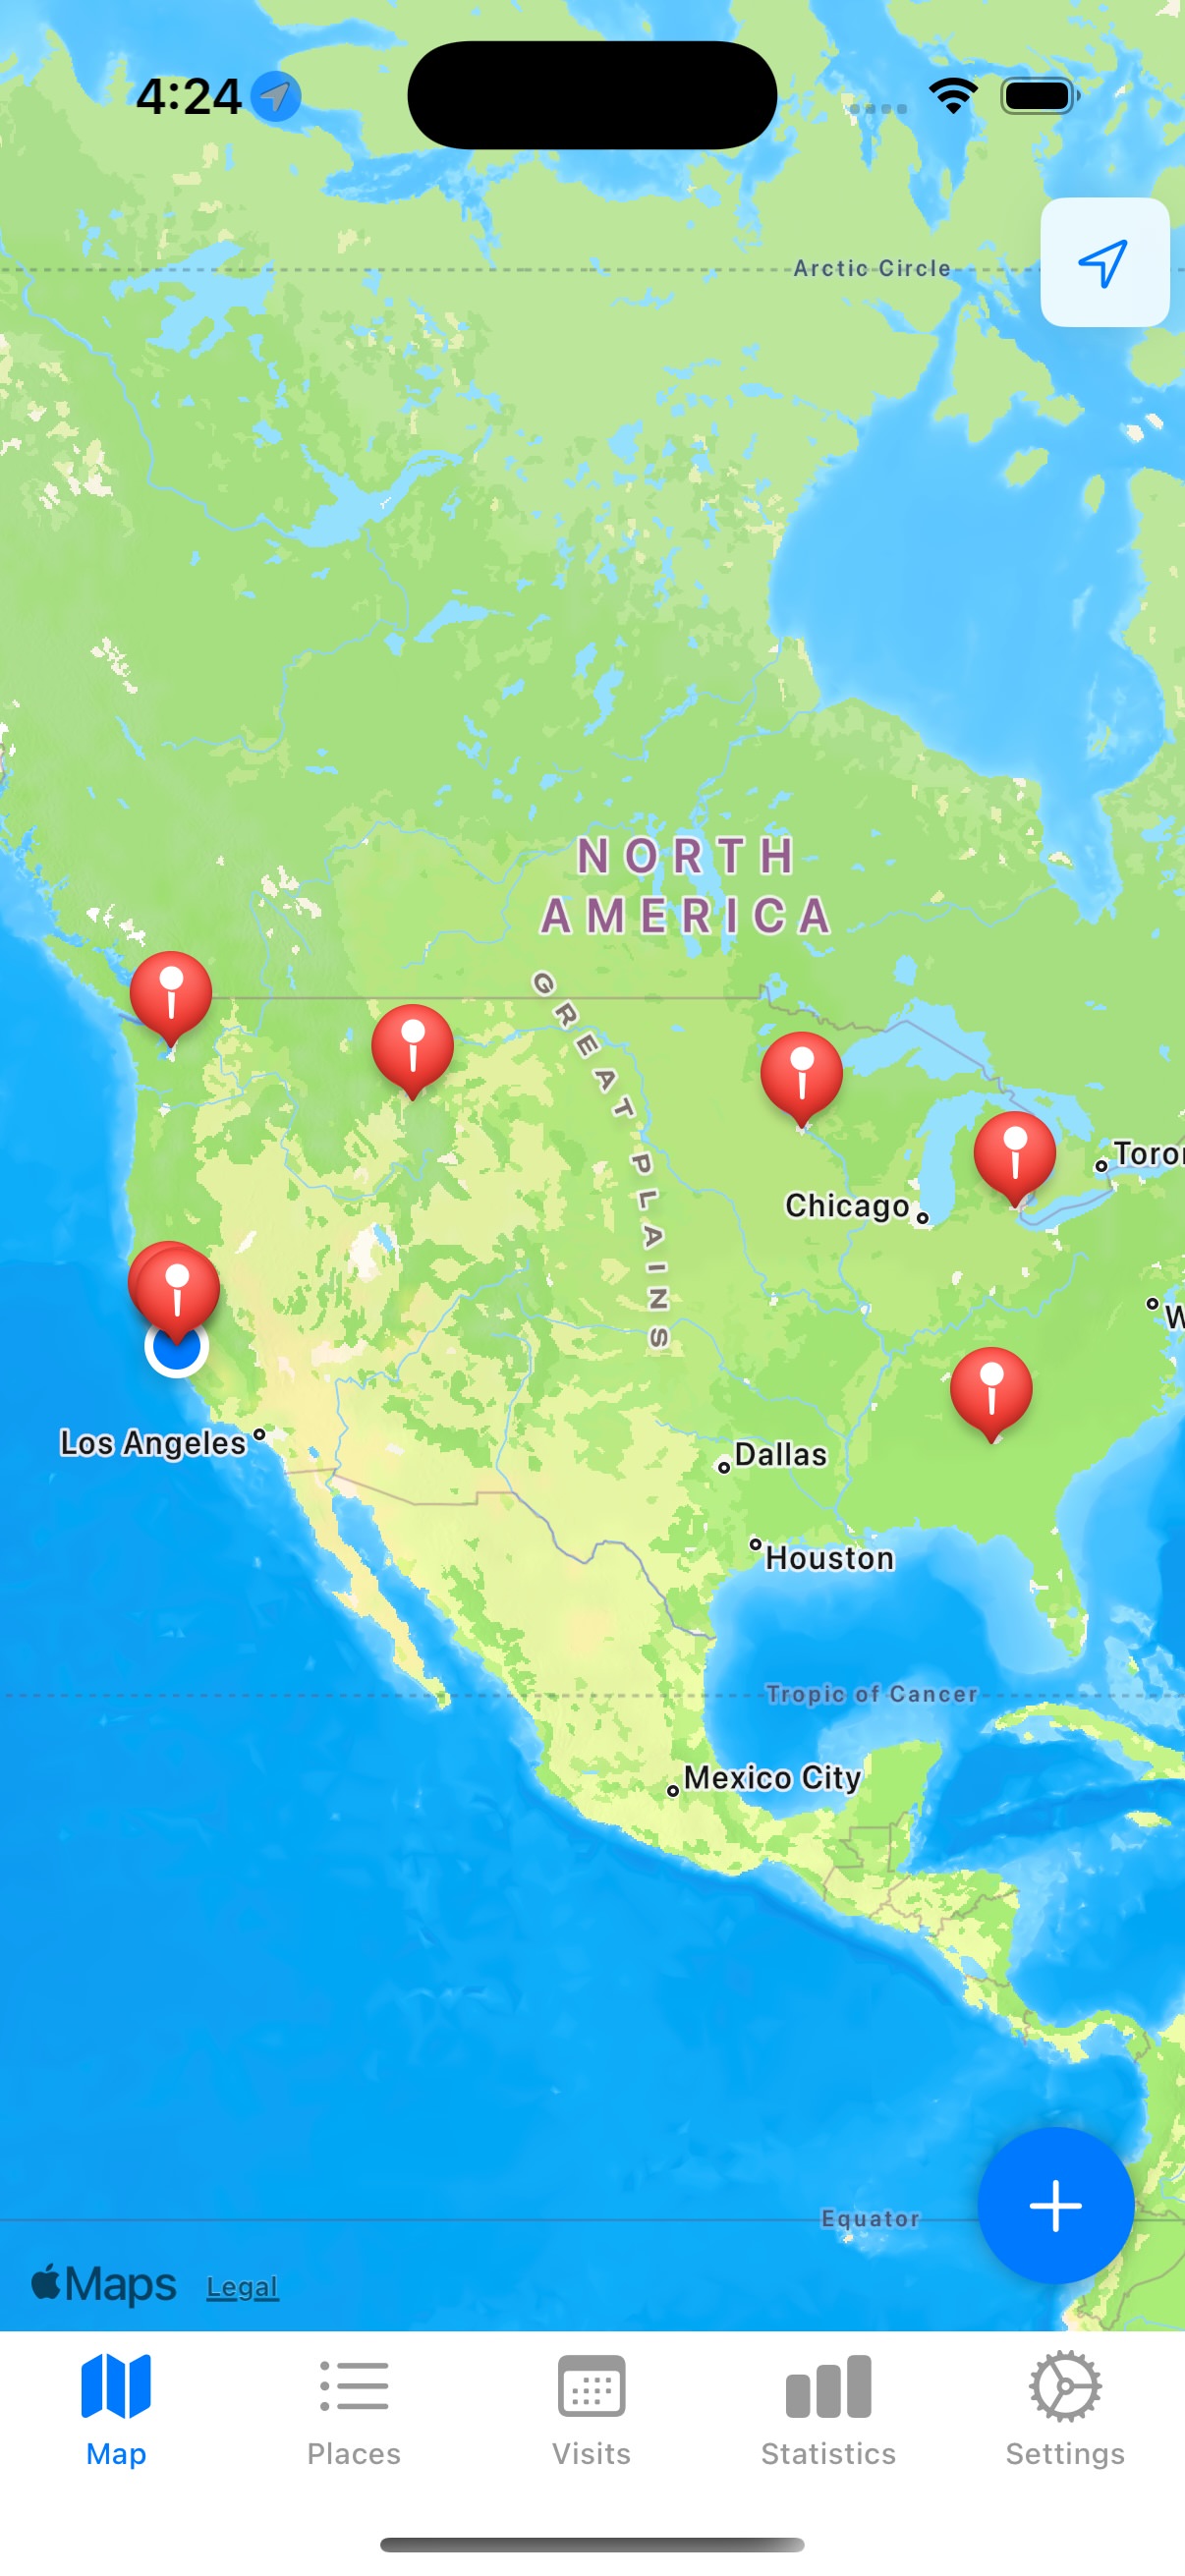 4:24
Arctic Circle
NORTH
AMERICA
GREAT PLAINS
Toro
Chicago
W
Los Angeles
Dallas
Houston
Tropic of Cancer
Mexico City
Equator
Maps Legal
Map Places Visits Statistics Settings